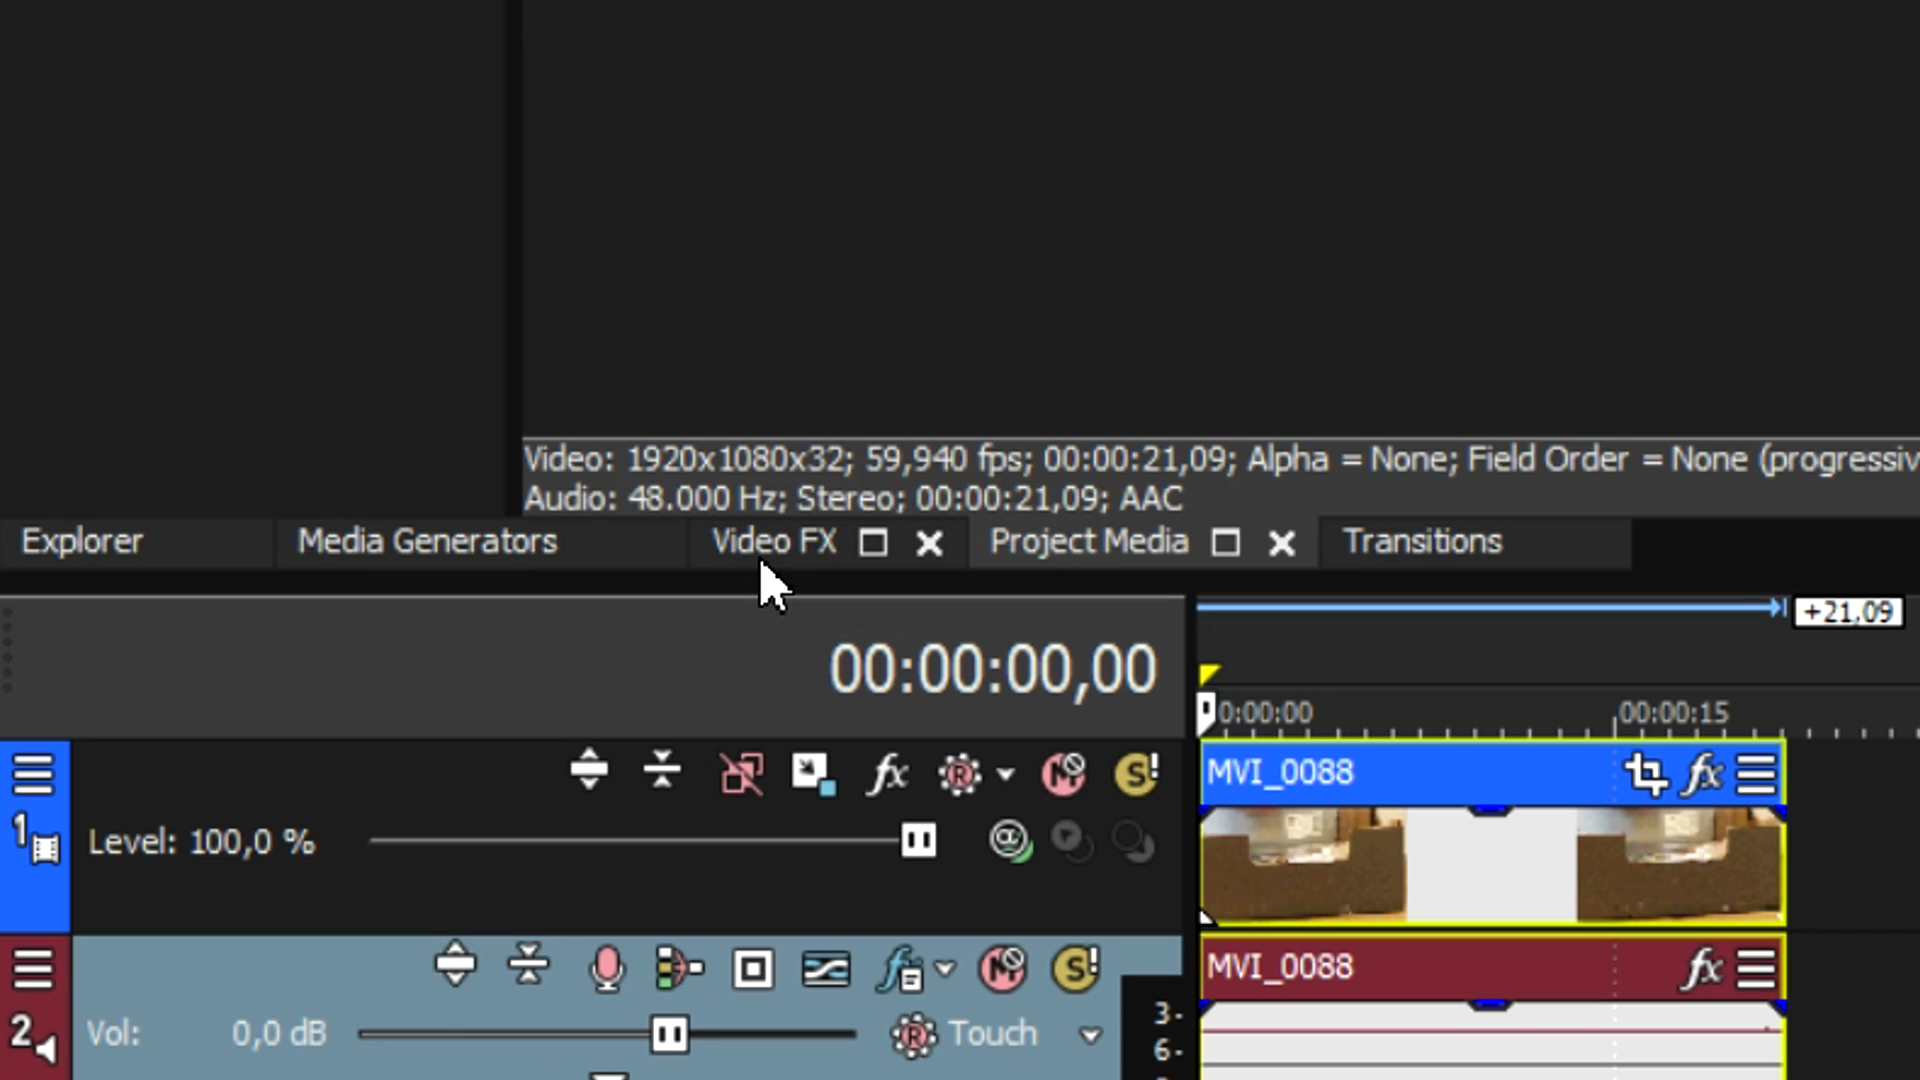 Video: 1920x1080x32; 59,940 fps; 00:00:21,09; Alpha = None; Field Order = None (progressiv
Audio: 48.000 Hz; Stereo; 00:00:21,09; AAC
Explorer Media Generators Video FX Project Media Transitions
+21,09
00:00:00,00
0:00:00 00:00:15
MVI_0088 fx
fx R M S!
1 Level: 100,0 %
MVI_0088 fx
f M S!
2 Vol: 0,0 dB R Touch
3-
6-